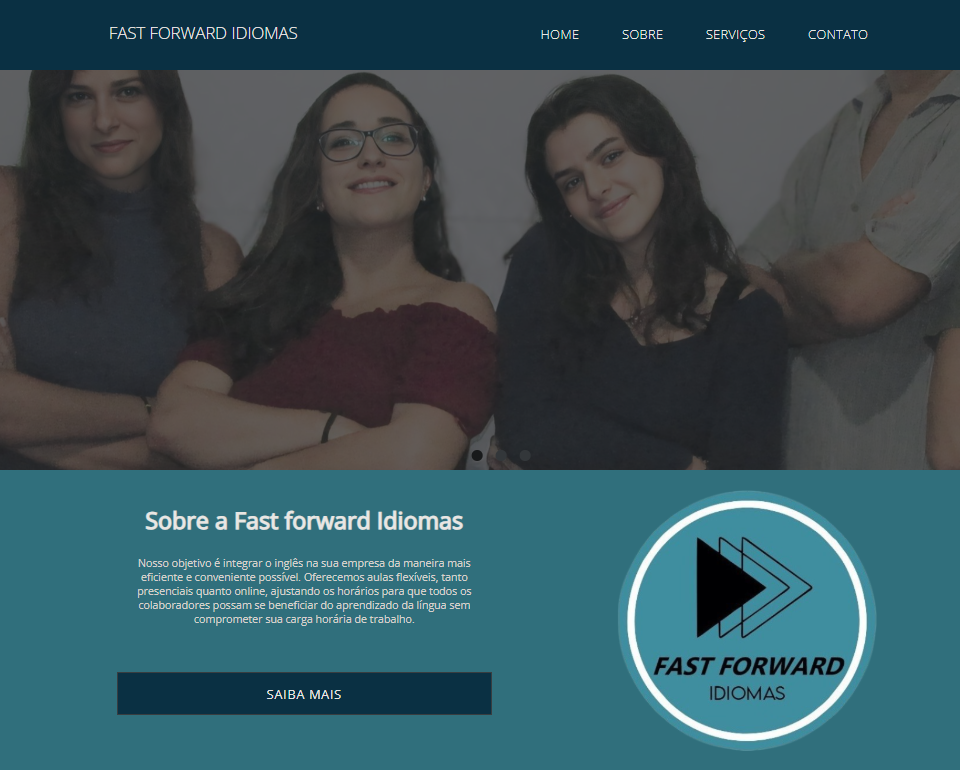 FAST FORWARD IDIOMAS
HOME SOBRE SERVIÇOS CONTATO
Sobre a Fast forward Idiomas
Nosso objetivo é integrar o inglês na sua empresa da maneira mais
eficiente e conveniente possível. Oferecemos aulas flexíveis, tanto
presenciais quanto online, ajustando os horários para que todos os
colaboradores possam se beneficiar do aprendizado da língua sem
comprometer sua carga horária de trabalho.
SAIBA MAIS
FAST FORWARD
IDIOMAS